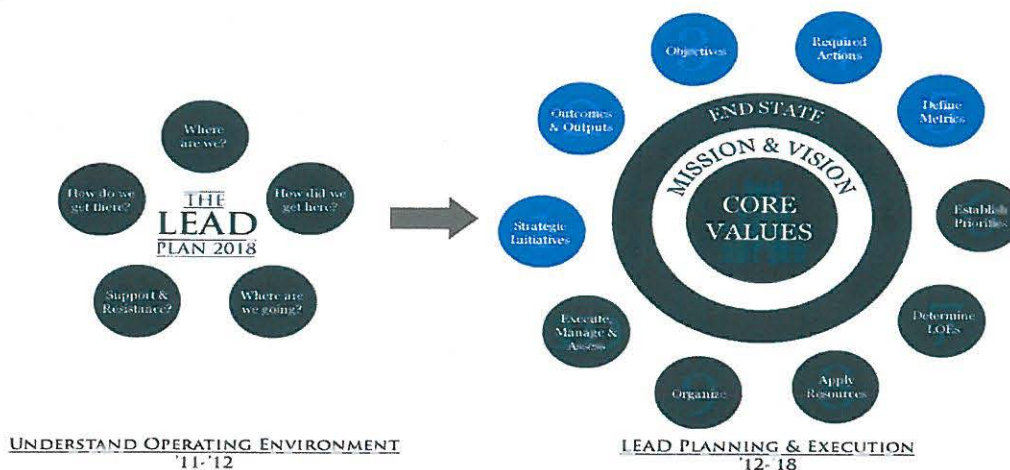 Where
are we?
How do we
get there?
How did we
get here?
THE
LEAD
PLAN 2018
Support &
Resistance?
Where are
we going?
UNDERSTAND OPERATING ENVIRONMENT
'11-'12
Objectives
Required
Actions
Outcomes
& Outputs
Define
Metrics
END STATE
MISSION & VISION
CORE
VALUES
Strategic
Initiatives
Establish
Priorities
Execute,
Manage &
Assess
Determine
LOEs
Organize
Apply
Resources
LEAD PLANNING & EXECUTION
'12-'18